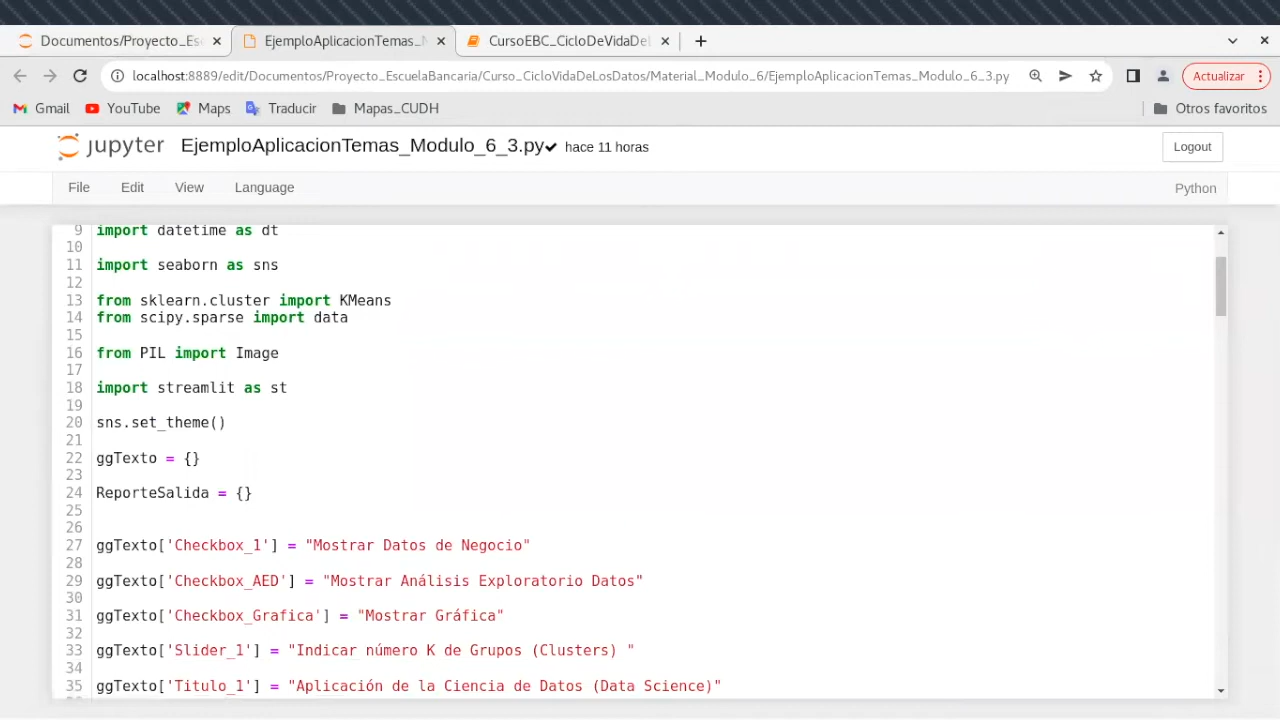 Documentos/Proyecto_Es
EjemploAplicacionTemas_
CursoEBC_CicloDeVidaDel
localhost:8889/edit/Documentos/Proyecto_EscuelaBancaria/Curso_CicloVidaDeLosDatos/Material_Modulo_6/EjemploAplicacionTemas_Modulo_6_3.py
Actualizar
Gmail YouTube Maps Traducir Mapas_CUDH Otros favoritos
jupyter EjemploAplicacionTemas_Modulo_6_3.py hace 11 horas Logout
File Edit View Language Python
9 import datetime as dt
10
11 import seaborn as sns
12
13 from sklearn.cluster import KMeans
14 from scipy.sparse import data
15
16 from PIL import Image
17
18 import streamlit as st
19
20 sns.set_theme()
21
22 ggTexto = {}
23
24 ReporteSalida = {}
25
26
27 ggTexto['Checkbox_1'] = "Mostrar Datos de Negocio"
28
29 ggTexto['Checkbox_AED'] = "Mostrar Análisis Exploratorio Datos"
30
31 ggTexto['Checkbox_Grafica'] = "Mostrar Gráfica"
32
33 ggTexto['Slider_1'] = "Indicar número K de Grupos (Clusters) "
34
35 ggTexto['Titulo_1'] = "Aplicación de la Ciencia de Datos (Data Science)"